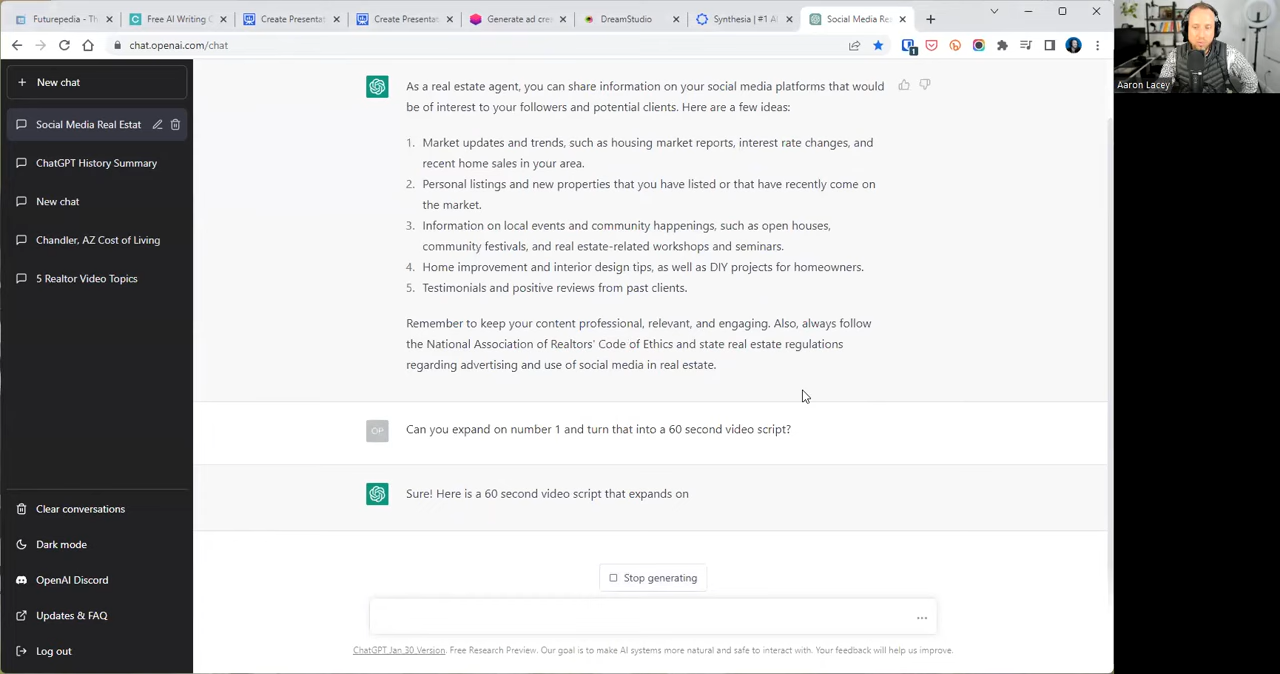 Futurepedia - Th
Free AI Writing
Create Presentat
Create Presentat
Generate ad cre
DreamStudio
Synthesia | #1 A
Social Media Re
chat.openai.com/chat
1
Aaron Lacey
New chat
Social Media Real Estat
ChatGPT History Summary
New chat
Chandler, AZ Cost of Living
5 Realtor Video Topics
Clear conversations
Dark mode
OpenAI Discord
Updates & FAQ
Log out
As a real estate agent, you can share information on your social media platforms that would
be of interest to your followers and potential clients. Here are a few ideas:
1. Market updates and trends, such as housing market reports, interest rate changes, and
recent home sales in your area.
2. Personal listings and new properties that you have listed or that have recently come on
the market.
3. Information on local events and community happenings, such as open houses,
community festivals, and real estate-related workshops and seminars.
4. Home improvement and interior design tips, as well as DIY projects for homeowners.
5. Testimonials and positive reviews from past clients.
Remember to keep your content professional, relevant, and engaging. Also, always follow
the National Association of Realtors' Code of Ethics and state real estate regulations
regarding advertising and use of social media in real estate.
OP
Can you expand on number 1 and turn that into a 60 second video script?
Sure! Here is a 60 second video script that expands on
Stop generating
ChatGPT Jan 30 Version. Free Research Preview. Our goal is to make AI systems more natural and safe to interact with. Your feedback will help us improve.